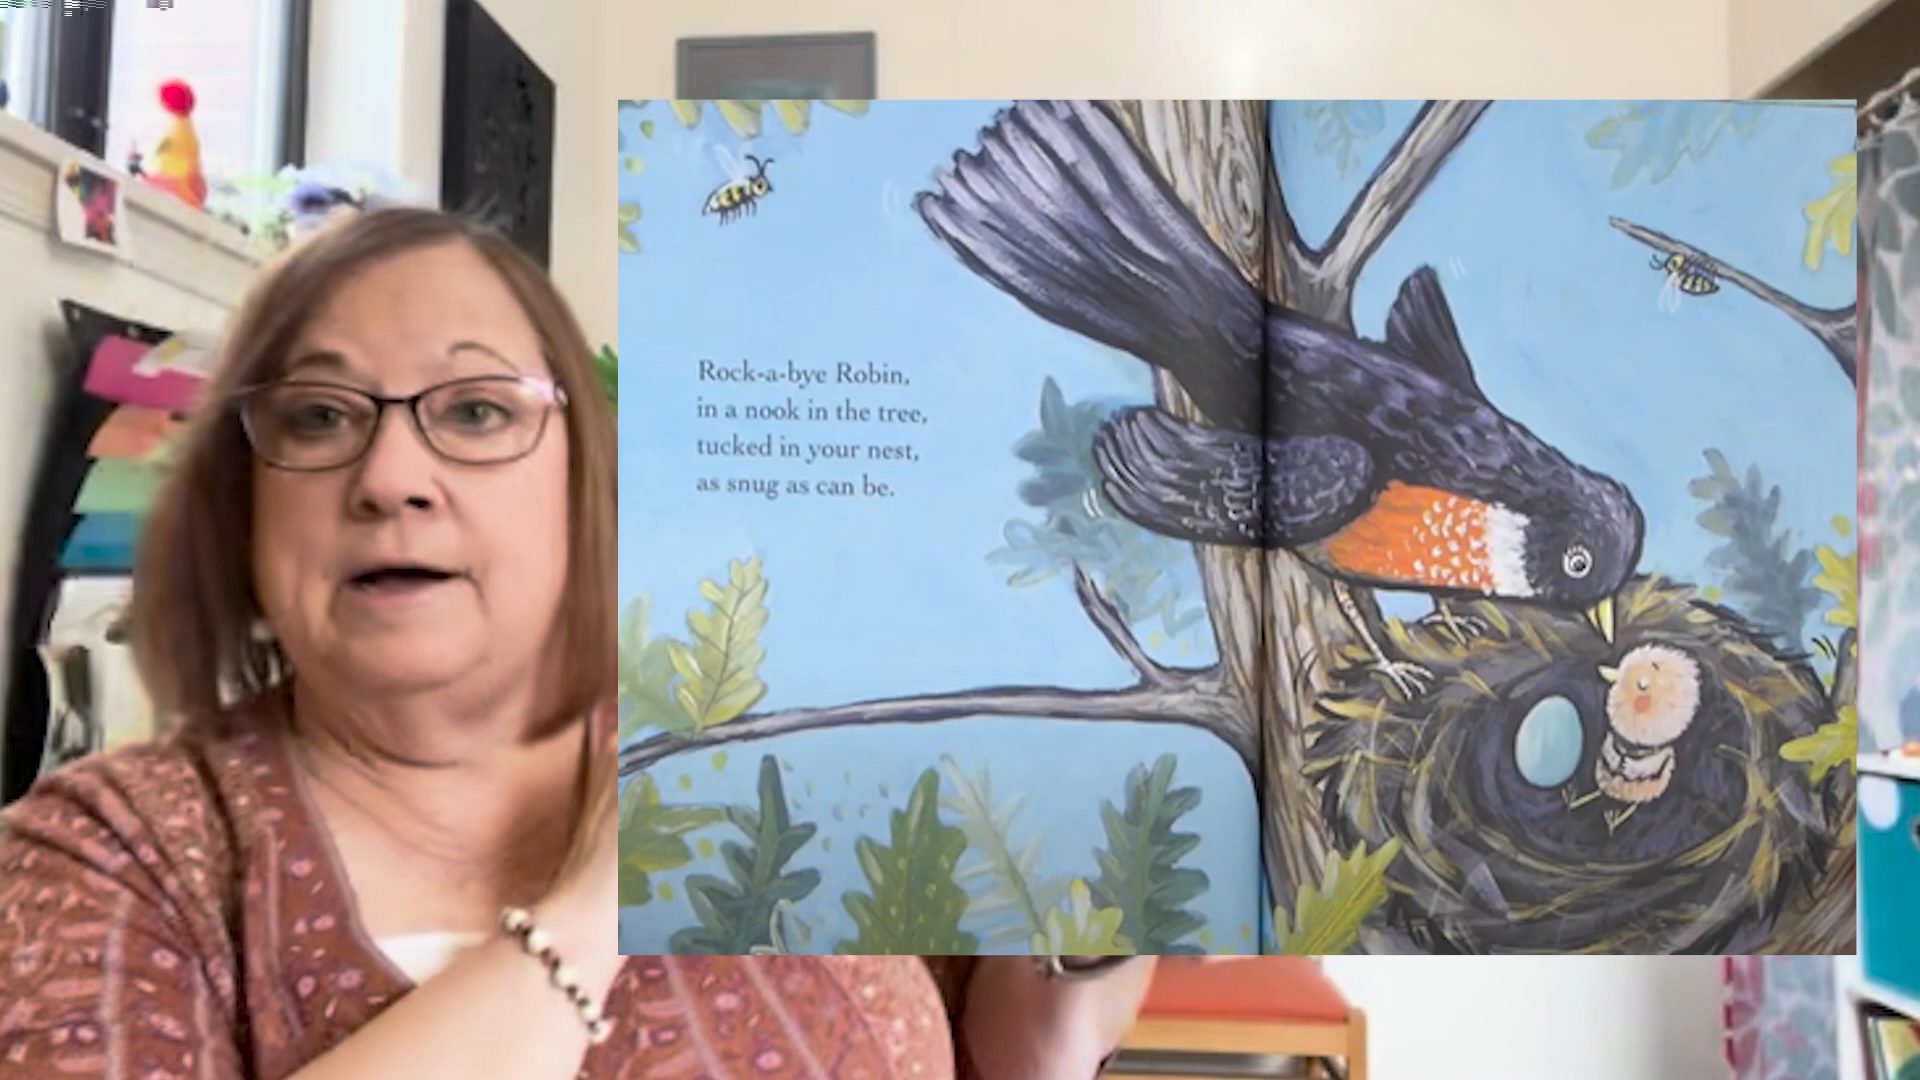 Rock-a-bye Robin,
in a nook in the tree,
tucked in your nest,
as snug as can be.